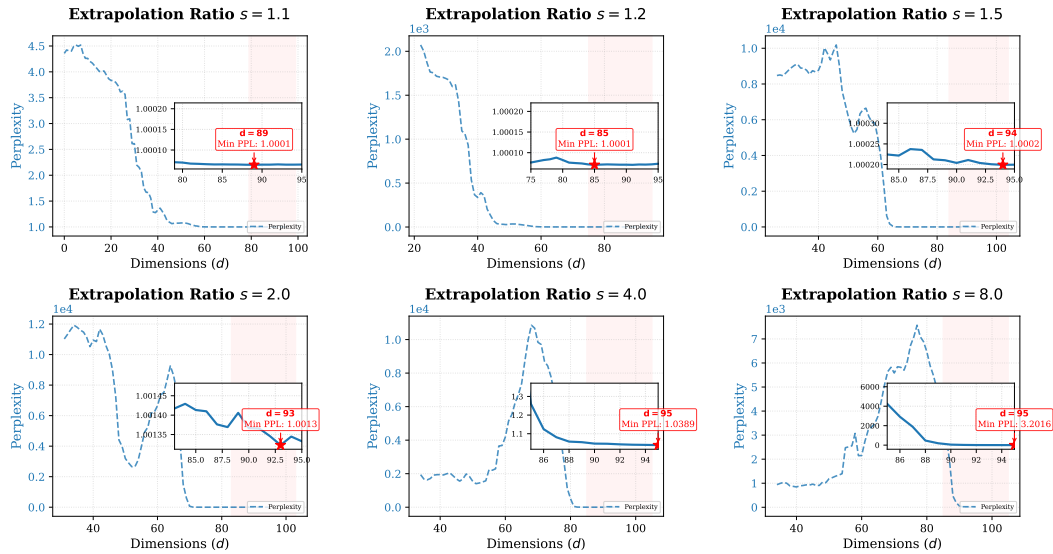 Extrapolation Ratio s = 1.1
Perplexity
4.5
4.0
3.5
3.0
2.5
2.0
1.5
1.0
0
20
40
60
80
100
Dimensions (d)
1.00020
1.00015
1.00010
80
85
90
95
d = 89
Min PPL: 1.0001
Perplexity
Extrapolation Ratio s = 1.2
1e3
Perplexity
2.0
1.5
1.0
0.5
0.0
20
40
60
80
Dimensions (d)
1.00020
1.00015
1.00010
75
80
85
90
95
d = 85
Min PPL: 1.0001
Perplexity
Extrapolation Ratio s = 1.5
1e4
Perplexity
1.0
0.8
0.6
0.4
0.2
0.0
40
60
80
100
Dimensions (d)
1.00030
1.00025
1.00020
85.0
87.5
90.0
92.5
95.0
d = 94
Min PPL: 1.0002
Perplexity
Extrapolation Ratio s = 2.0
1e4
Perplexity
1.2
1.0
0.8
0.6
0.4
0.2
0.0
40
60
80
100
Dimensions (d)
1.00145
1.00140
1.00135
85.0
87.5
90.0
92.5
95.0
d = 93
Min PPL: 1.0013
Perplexity
Extrapolation Ratio s = 4.0
1e4
Perplexity
1.0
0.8
0.6
0.4
0.2
0.0
40
60
80
100
Dimensions (d)
1.3
1.2
1.1
86
88
90
92
94
d = 95
Min PPL: 1.0389
Perplexity
Extrapolation Ratio s = 8.0
1e3
Perplexity
7
6
5
4
3
2
1
0
40
60
80
100
Dimensions (d)
6000
4000
2000
0
86
88
90
92
94
d = 95
Min PPL: 3.2016
Perplexity